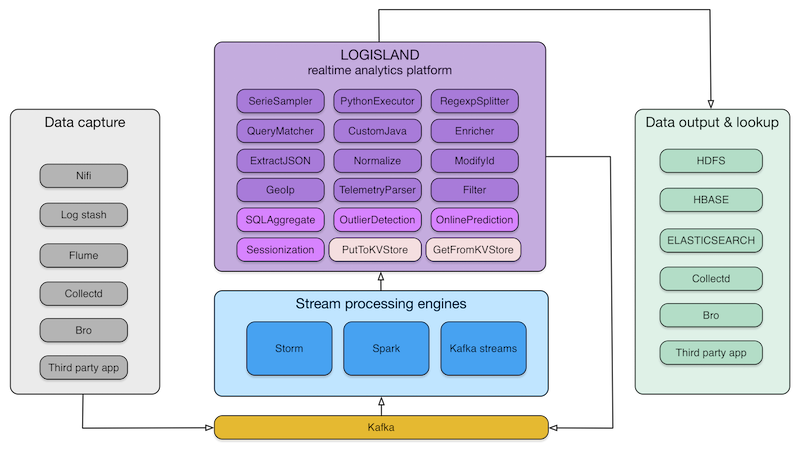 LOGISLAND
realtime analytics platform
SerieSampler
PythonExecutor
RegexpSplitter
QueryMatcher
CustomJava
Enricher
ExtractJSON
Normalize
ModifyId
GeoIp
TelemetryParser
Filter
SQLAggregate
OutlierDetection
OnlinePrediction
Sessionization
PutToKVStore
GetFromKVStore
Data capture
Nifi
Log stash
Flume
Collectd
Bro
Third party app
Stream processing engines
Storm
Spark
Kafka streams
Kafka
Data output & lookup
HDFS
HBASE
ELASTICSEARCH
Collectd
Bro
Third party app